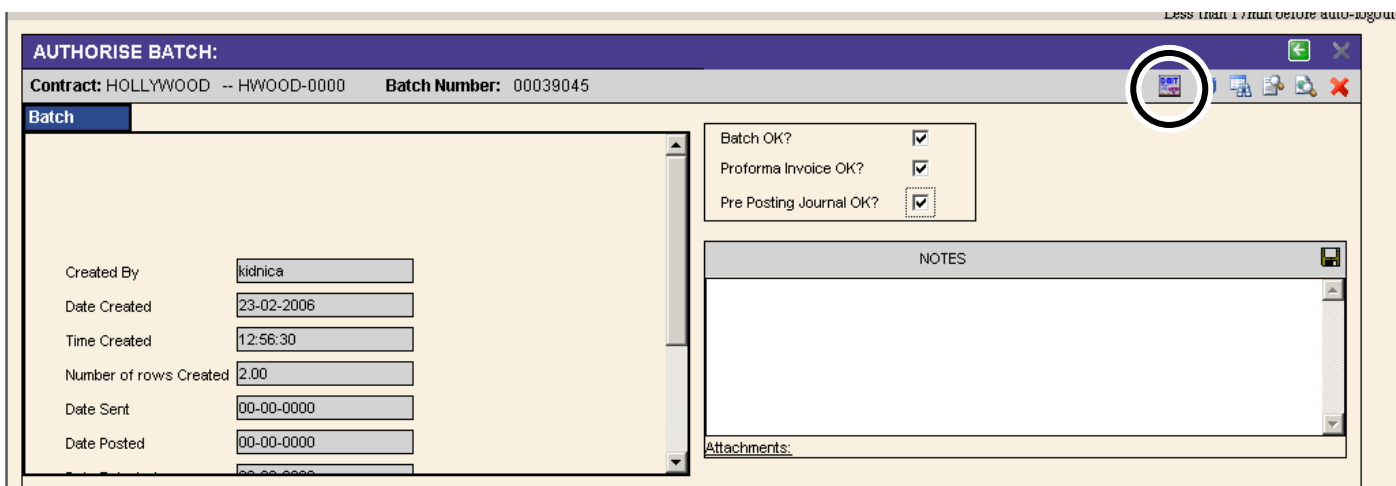 Less than 17min before auto-logout
AUTHORISE BATCH:
Contract: HOLLYWOOD -- HWOOD-0000 Batch Number: 00039045
Batch
Batch OK?
Proforma Invoice OK?
Pre Posting Journal OK?
NOTES
Created By kidnica
Date Created 23-02-2006
Time Created 12:56:30
Number of rows Created 2.00
Date Sent 00-00-0000
Date Posted 00-00-0000
Attachments: